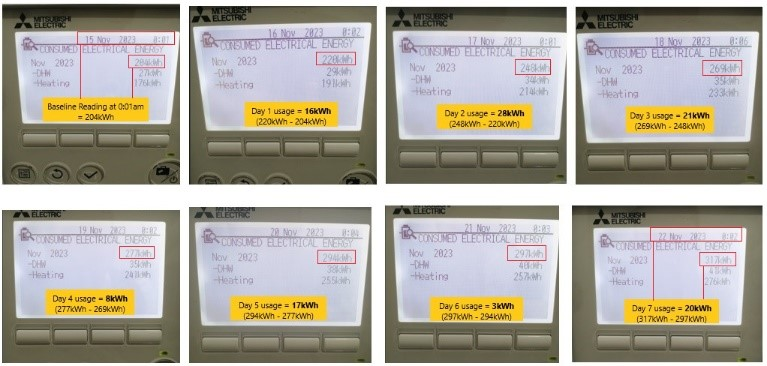 MITSUBISHI
ELECTRIC
15 Nov 2023 0:01
CONSUMED ELECTRICAL ENERGY
Nov 2023 204kWh
-DHW 27kWh
-Heating 176kWh
Baseline Reading at 0:01am
= 204kWh
MITSUBISHI
ELECTRIC
16 Nov 2023 0:02
CONSUMED ELECTRICAL ENERGY
Nov 2023 220kWh
-DHW 29kWh
-Heating 191kWh
Day 1 usage = 16kWh
(220kWh - 204kWh)
MITSUBISHI
ELECTRIC
17 Nov 2023 0:01
CONSUMED ELECTRICAL ENERGY
Nov 2023 248kWh
-DHW 34kWh
-Heating 214kWh
Day 2 usage = 28kWh
(248kWh - 220kWh)
MITSUBISHI
ELECTRIC
18 Nov 2023 0:06
CONSUMED ELECTRICAL ENERGY
Nov 2023 269kWh
-DHW 35kWh
-Heating 233kWh
Day 3 usage = 21kWh
(269kWh - 248kWh)
ELECTRIC
19 Nov 2023 0:02
CONSUMED ELECTRICAL ENERGY
Nov 2023 277kWh
-DHW 35kWh
-Heating 241kWh
Day 4 usage = 8kWh
(277kWh - 269kWh)
MITSUBISHI
ELECTRIC
20 Nov 2023 0:04
CONSUMED ELECTRICAL ENERGY
Nov 2023 294kWh
-DHW 38kWh
-Heating 255kWh
Day 5 usage = 17kWh
(294kWh - 277kWh)
ELECTRIC
21 Nov 2023 0:03
CONSUMED ELECTRICAL ENERGY
Nov 2023 297kWh
-DHW 40kWh
-Heating 257kWh
Day 6 usage = 3kWh
(297kWh - 294kWh)
MITSUBISHI
ELECTRIC
22 Nov 2023 0:02
CONSUMED ELECTRICAL ENERGY
Nov 2023 317kWh
-DHW 41kWh
-Heating 276kWh
Day 7 usage = 20kWh
(317kWh - 297kWh)